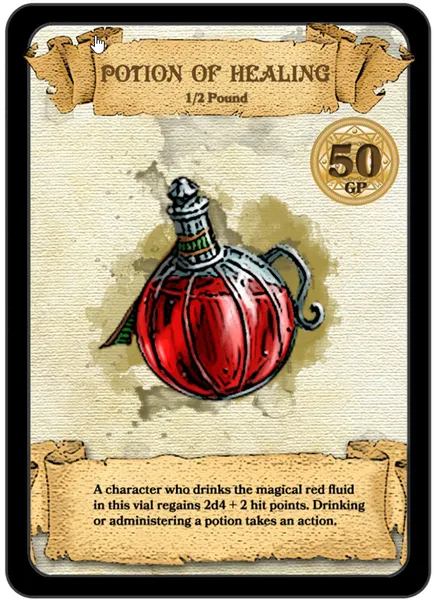 POTION OF HEALING
1/2 Pound
50
GP
A character who drinks the magical red fluid
in this vial regains 2d4 + 2 hit points. Drinking
or administering a potion takes an action.